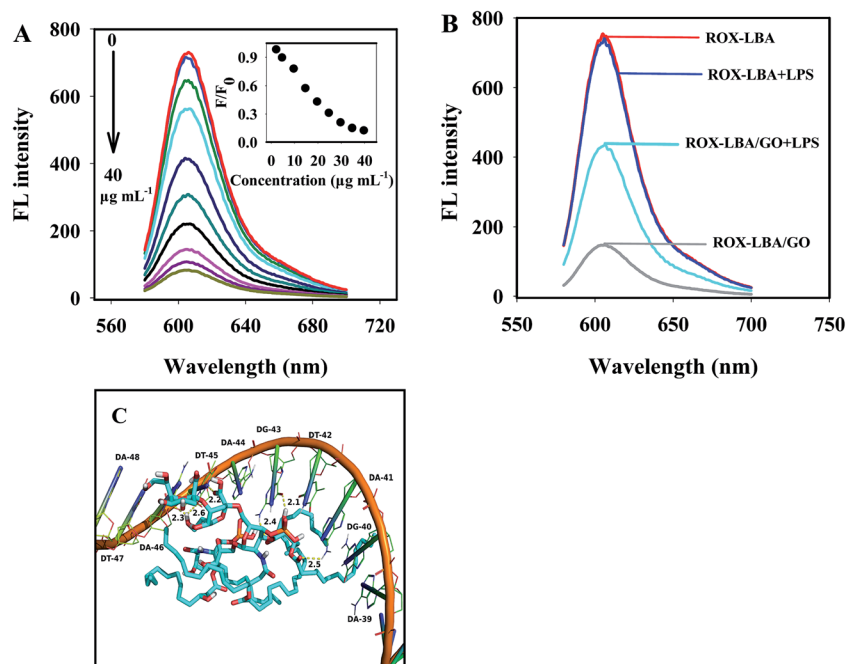 A
FL intensity
800
600
400
200
0
0
40
µg mL-1
F/F0
0.9
0.6
0.3
0.0
0 10 20 30 40
Concentration (µg mL-1)
560 600 640 680 720
Wavelength (nm)
B
FL intensity
800
600
400
200
0
ROX-LBA
ROX-LBA+LPS
ROX-LBA/GO+LPS
ROX-LBA/GO
550 600 650 700 750
Wavelength (nm)
C
DA-48
DT-45
DA-44
DG-43
DT-42
DA-41
DG-40
DA-39
DT-47
DA-46
2.3
2.6
2.2
2.4
2.1
2.5